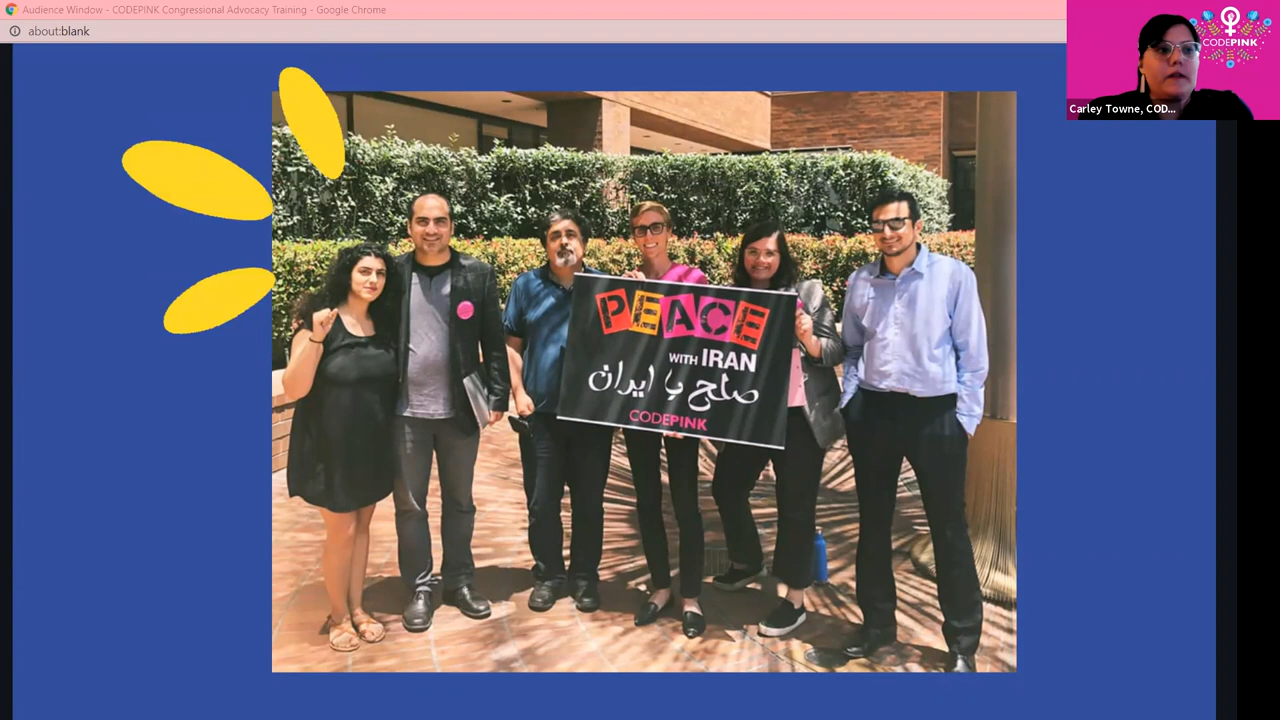 Audience Window - CODEPINK Congressional Advocacy Training - Google Chrome
about:blank
CODEPINK
Carley Towne, COD...
PEACE
WITH IRAN
صلح با ایران
CODEPINK